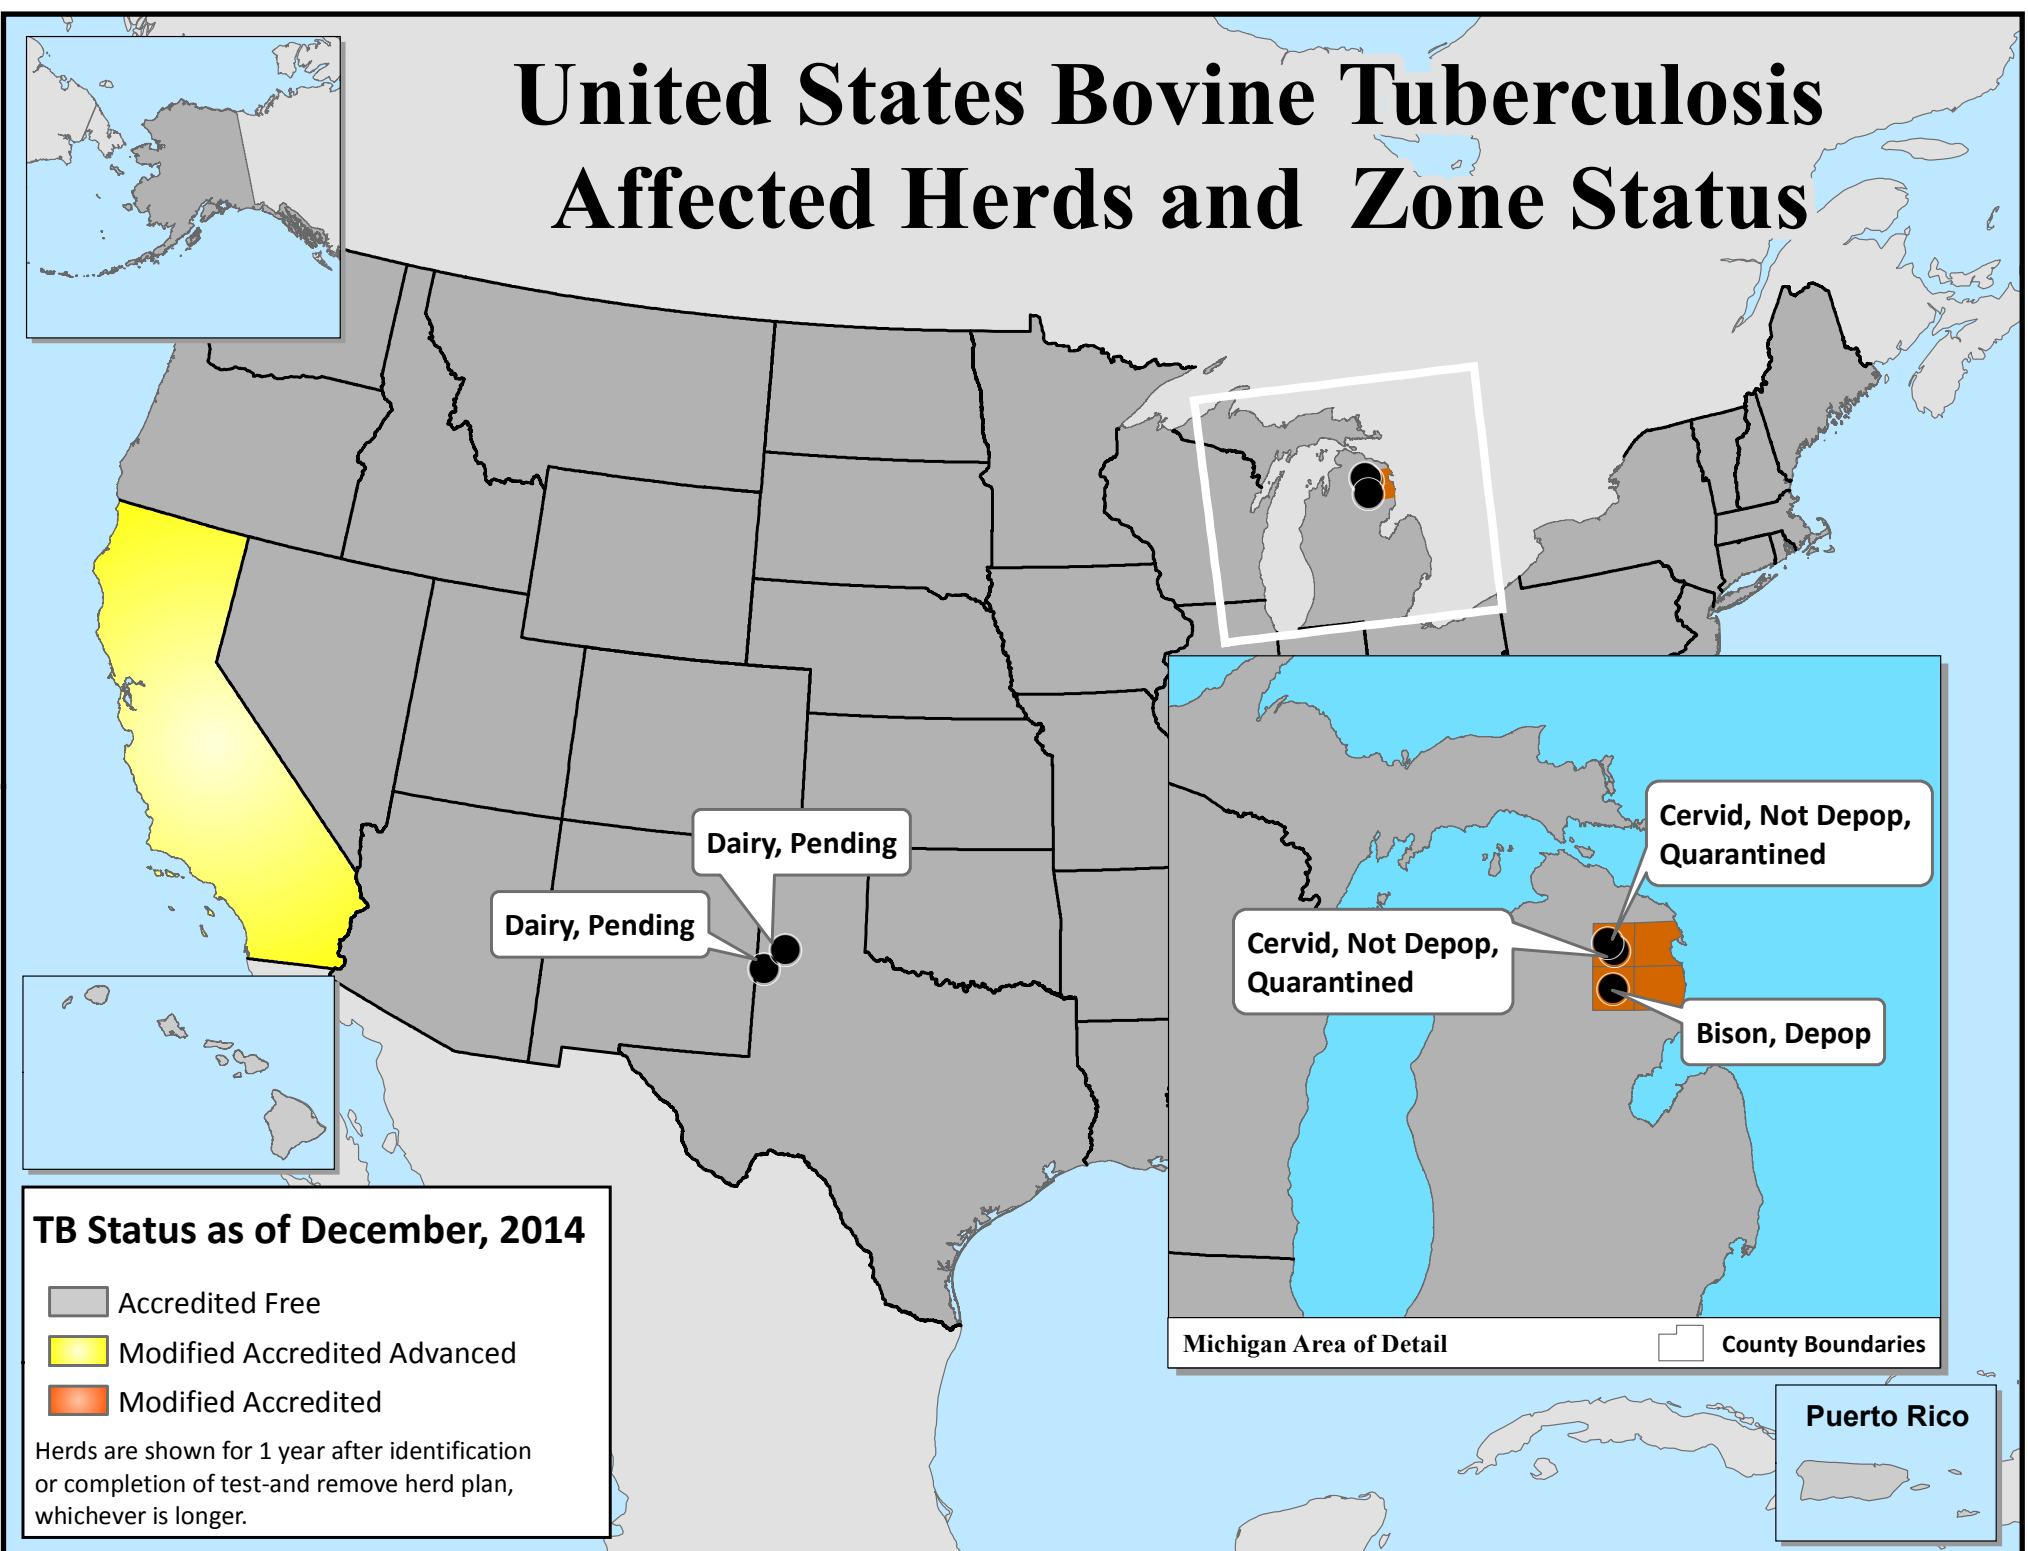 United States Bovine Tuberculosis
Affected Herds and Zone Status
Dairy, Pending
Dairy, Pending
Cervid, Not Depop,
Quarantined
Cervid, Not Depop,
Quarantined
Bison, Depop
Michigan Area of Detail
County Boundaries
TB Status as of December, 2014
Accredited Free
Modified Accredited Advanced
Modified Accredited
Herds are shown for 1 year after identification
or completion of test-and remove herd plan,
whichever is longer.
Puerto Rico